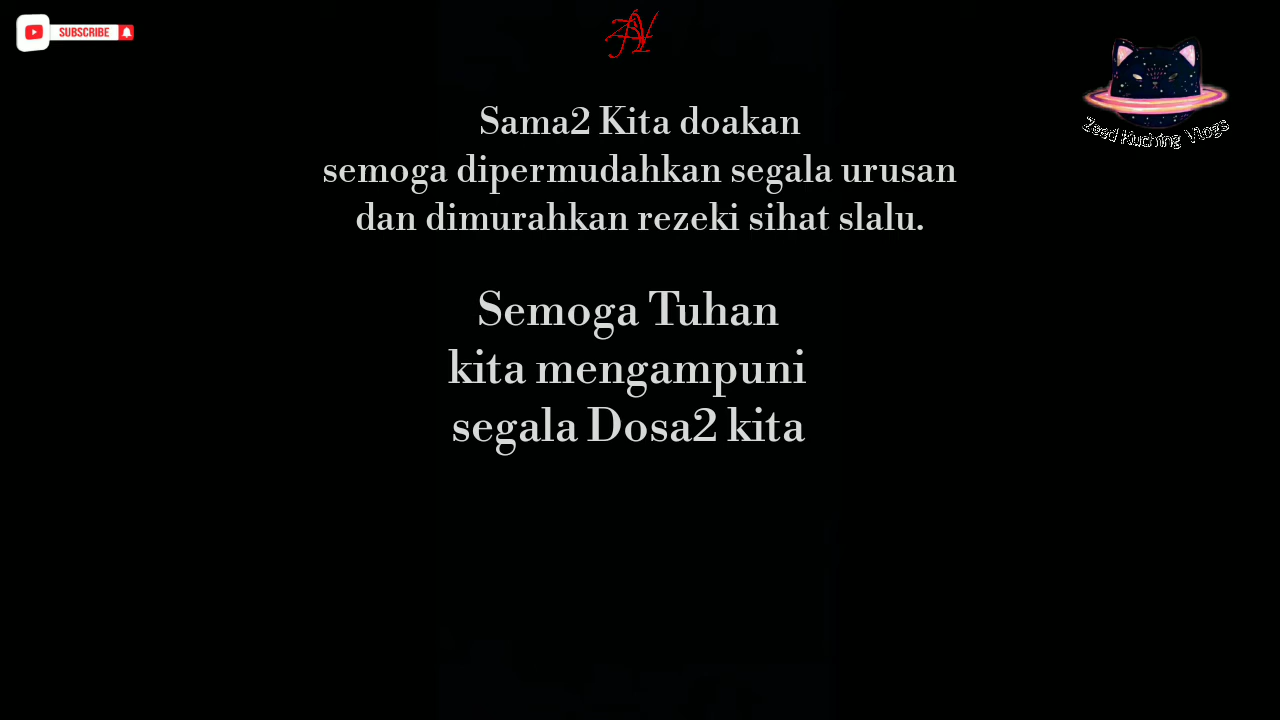 SUBSCRIBE
Sama2 Kita doakan
semoga dipermudahkan segala urusan
dan dimurahkan rezeki sihat slalu.
Semoga Tuhan
kita mengampuni
segala Dosa2 kita
Zeed Kuching Vlogs